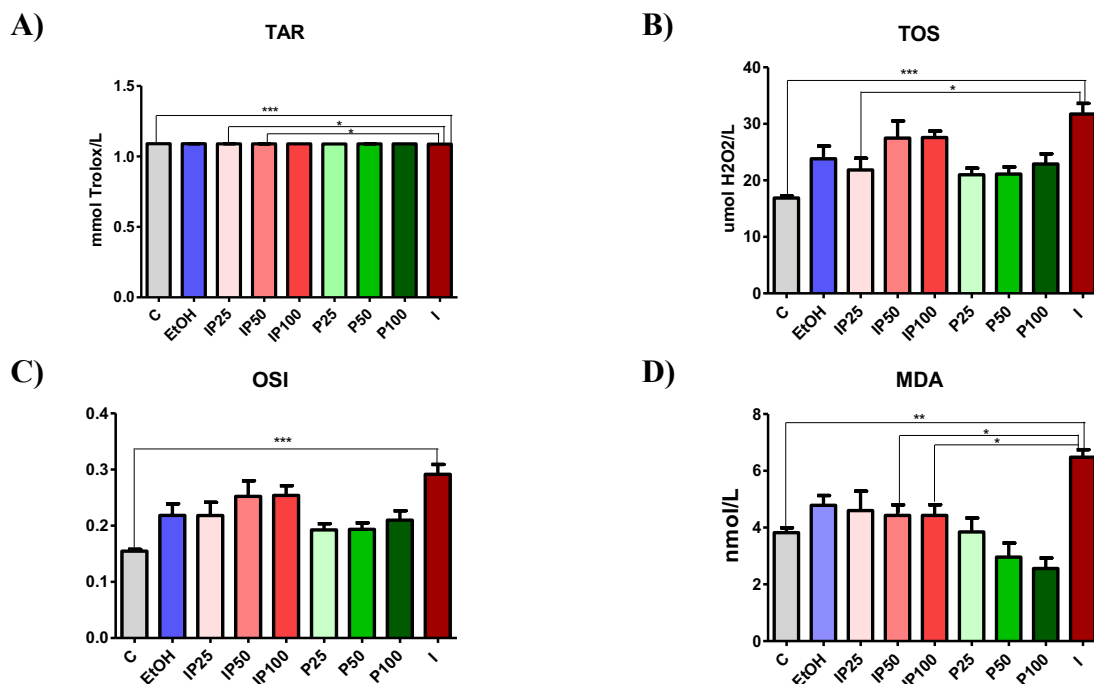 A)
TAR
mmol Trolox/L
1.5
1.0
0.5
0.0
***
*
*
C EtOH IP25 IP50 IP100 P25 P50 P100 I
B)
TOS
umol H2O2/L
40
30
20
10
0
***
*
C EtOH IP25 IP50 IP100 P25 P50 P100 I
C)
OSI
0.4
0.3
0.2
0.1
0.0
***
C EtOH IP25 IP50 IP100 P25 P50 P100 I
D)
MDA
nmol/L
8
6
4
2
0
**
*
*
C EtOH IP25 IP50 IP100 P25 P50 P100 I